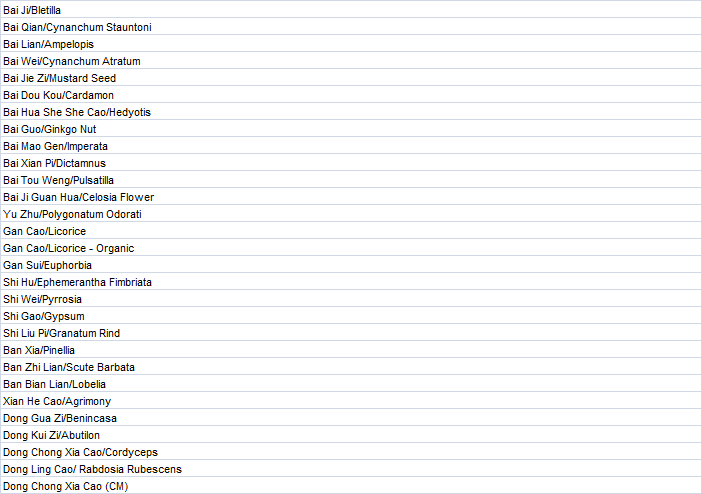 Bai Ji/Bletilla
Bai Qian/Cynanchum Stauntoni
Bai Lian/Ampelopis
Bai Wei/Cynanchum Atratum
Bai Jie Zi/Mustard Seed
Bai Dou Kou/Cardamon
Bai Hua She She Cao/Hedyotis
Bai Guo/Ginkgo Nut
Bai Mao Gen/Imperata
Bai Xian Pi/Dictamnus
Bai Tou Weng/Pulsatilla
Bai Ji Guan Hua/Celosia Flower
Yu Zhu/Polygonatum Odorati
Gan Cao/Licorice
Gan Cao/Licorice - Organic
Gan Sui/Euphorbia
Shi Hu/Ephemerantha Fimbriata
Shi Wei/Pyrrosia
Shi Gao/Gypsum
Shi Liu Pi/Granatum Rind
Ban Xia/Pinellia
Ban Zhi Lian/Scute Barbata
Ban Bian Lian/Lobelia
Xian He Cao/Agrimony
Dong Gua Zi/Benincasa
Dong Kui Zi/Abutilon
Dong Chong Xia Cao/Cordyceps
Dong Ling Cao/ Rabdosia Rubescens
Dong Chong Xia Cao (CM)